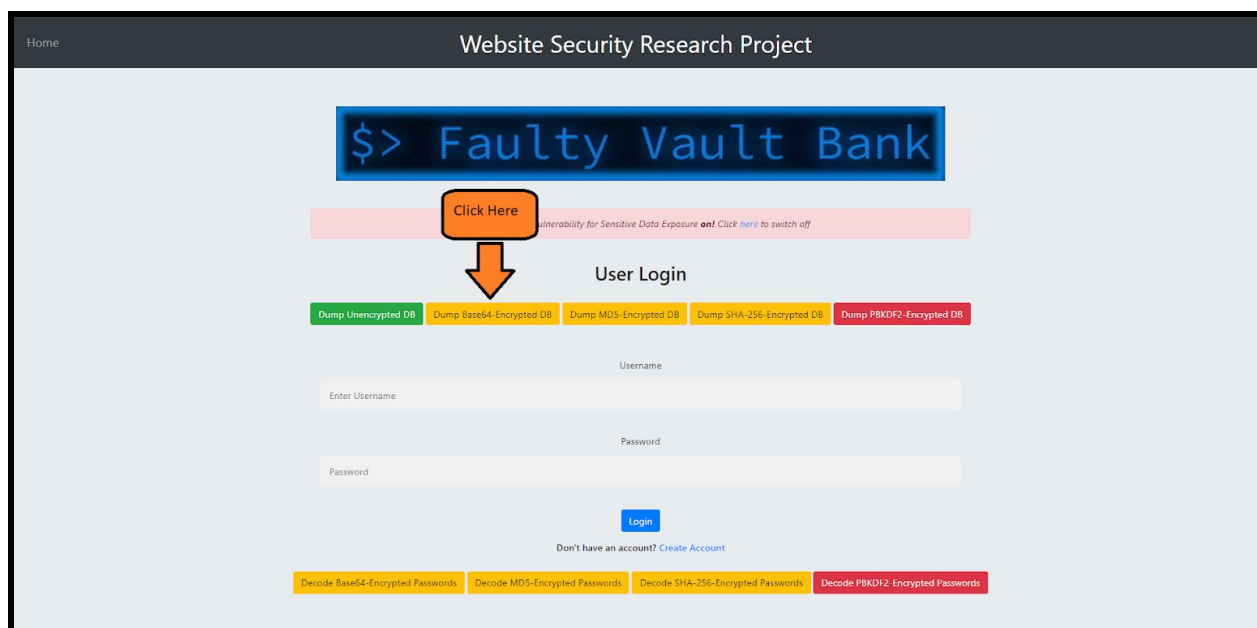 Home
Website Security Research Project
$> Faulty Vault Bank
Click Here
ulnerability for Sensitive Data Exposure on! Click here to switch off
User Login
Dump Unencrypted DB Dump Base64-Encrypted DB Dump MD5-Encrypted DB Dump SHA-256-Encrypted DB Dump PBKDF2-Encrypted DB
Username
Enter Username
Password
Password
Login
Don't have an account? Create Account
Decode Base64-Encrypted Passwords Decode MD5-Encrypted Passwords Decode SHA-256-Encrypted Passwords Decode PBKDF2-Encrypted Passwords